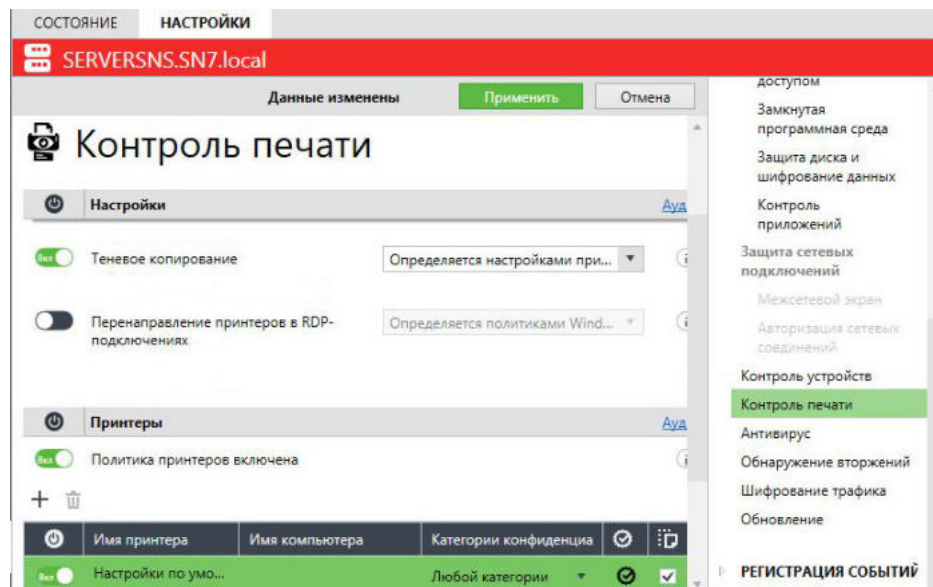 СОСТОЯНИЕ НАСТРОЙКИ
SERVERSNS.SN7.local
Данные изменены Применить Отмена
Контроль печати
Настройки Ауд
Вкл Теневое копирование Определяется настройками при...
Перенаправление принтеров в RDP-
подключениях
Определяется политиками Wind...
Принтеры Ауд
Вкл Политика принтеров включена
Имя принтера Имя компьютера Категории конфиденциа
Вкл Настройки по умо... Любой категории
доступом
Замкнутая
программная среда
Защита диска и
шифрование данных
Контроль
приложений
Защита сетевых
подключений
Межсетевой экран
Авторизация сетевых
соединений
Контроль устройств
Контроль печати
Антивирус
Обнаружение вторжений
Шифрование трафика
Обновление
РЕГИСТРАЦИЯ СОБЫТИЙ